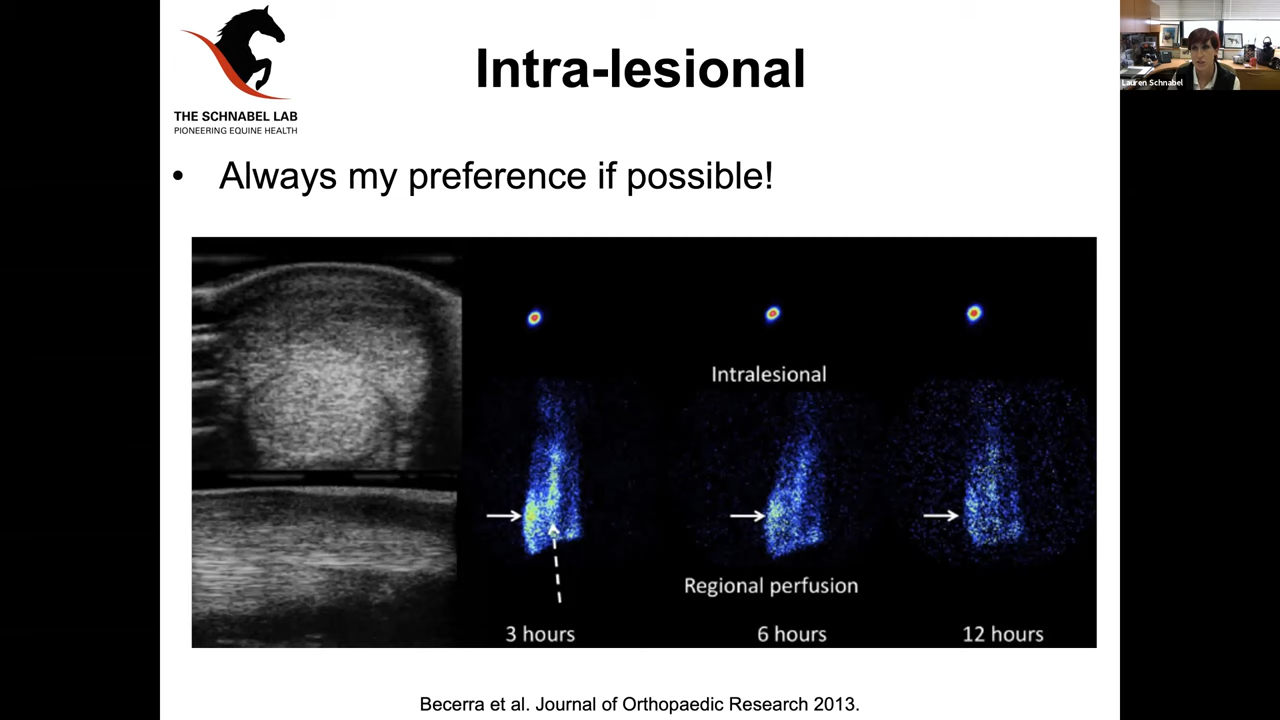 Intra-lesional
THE SCHNABEL LAB
PIONEERING EQUINE HEALTH
Lauren Schnabel
• Always my preference if possible!
Intralesional
Regional perfusion
3 hours
6 hours
12 hours
Becerra et al. Journal of Orthopaedic Research 2013.